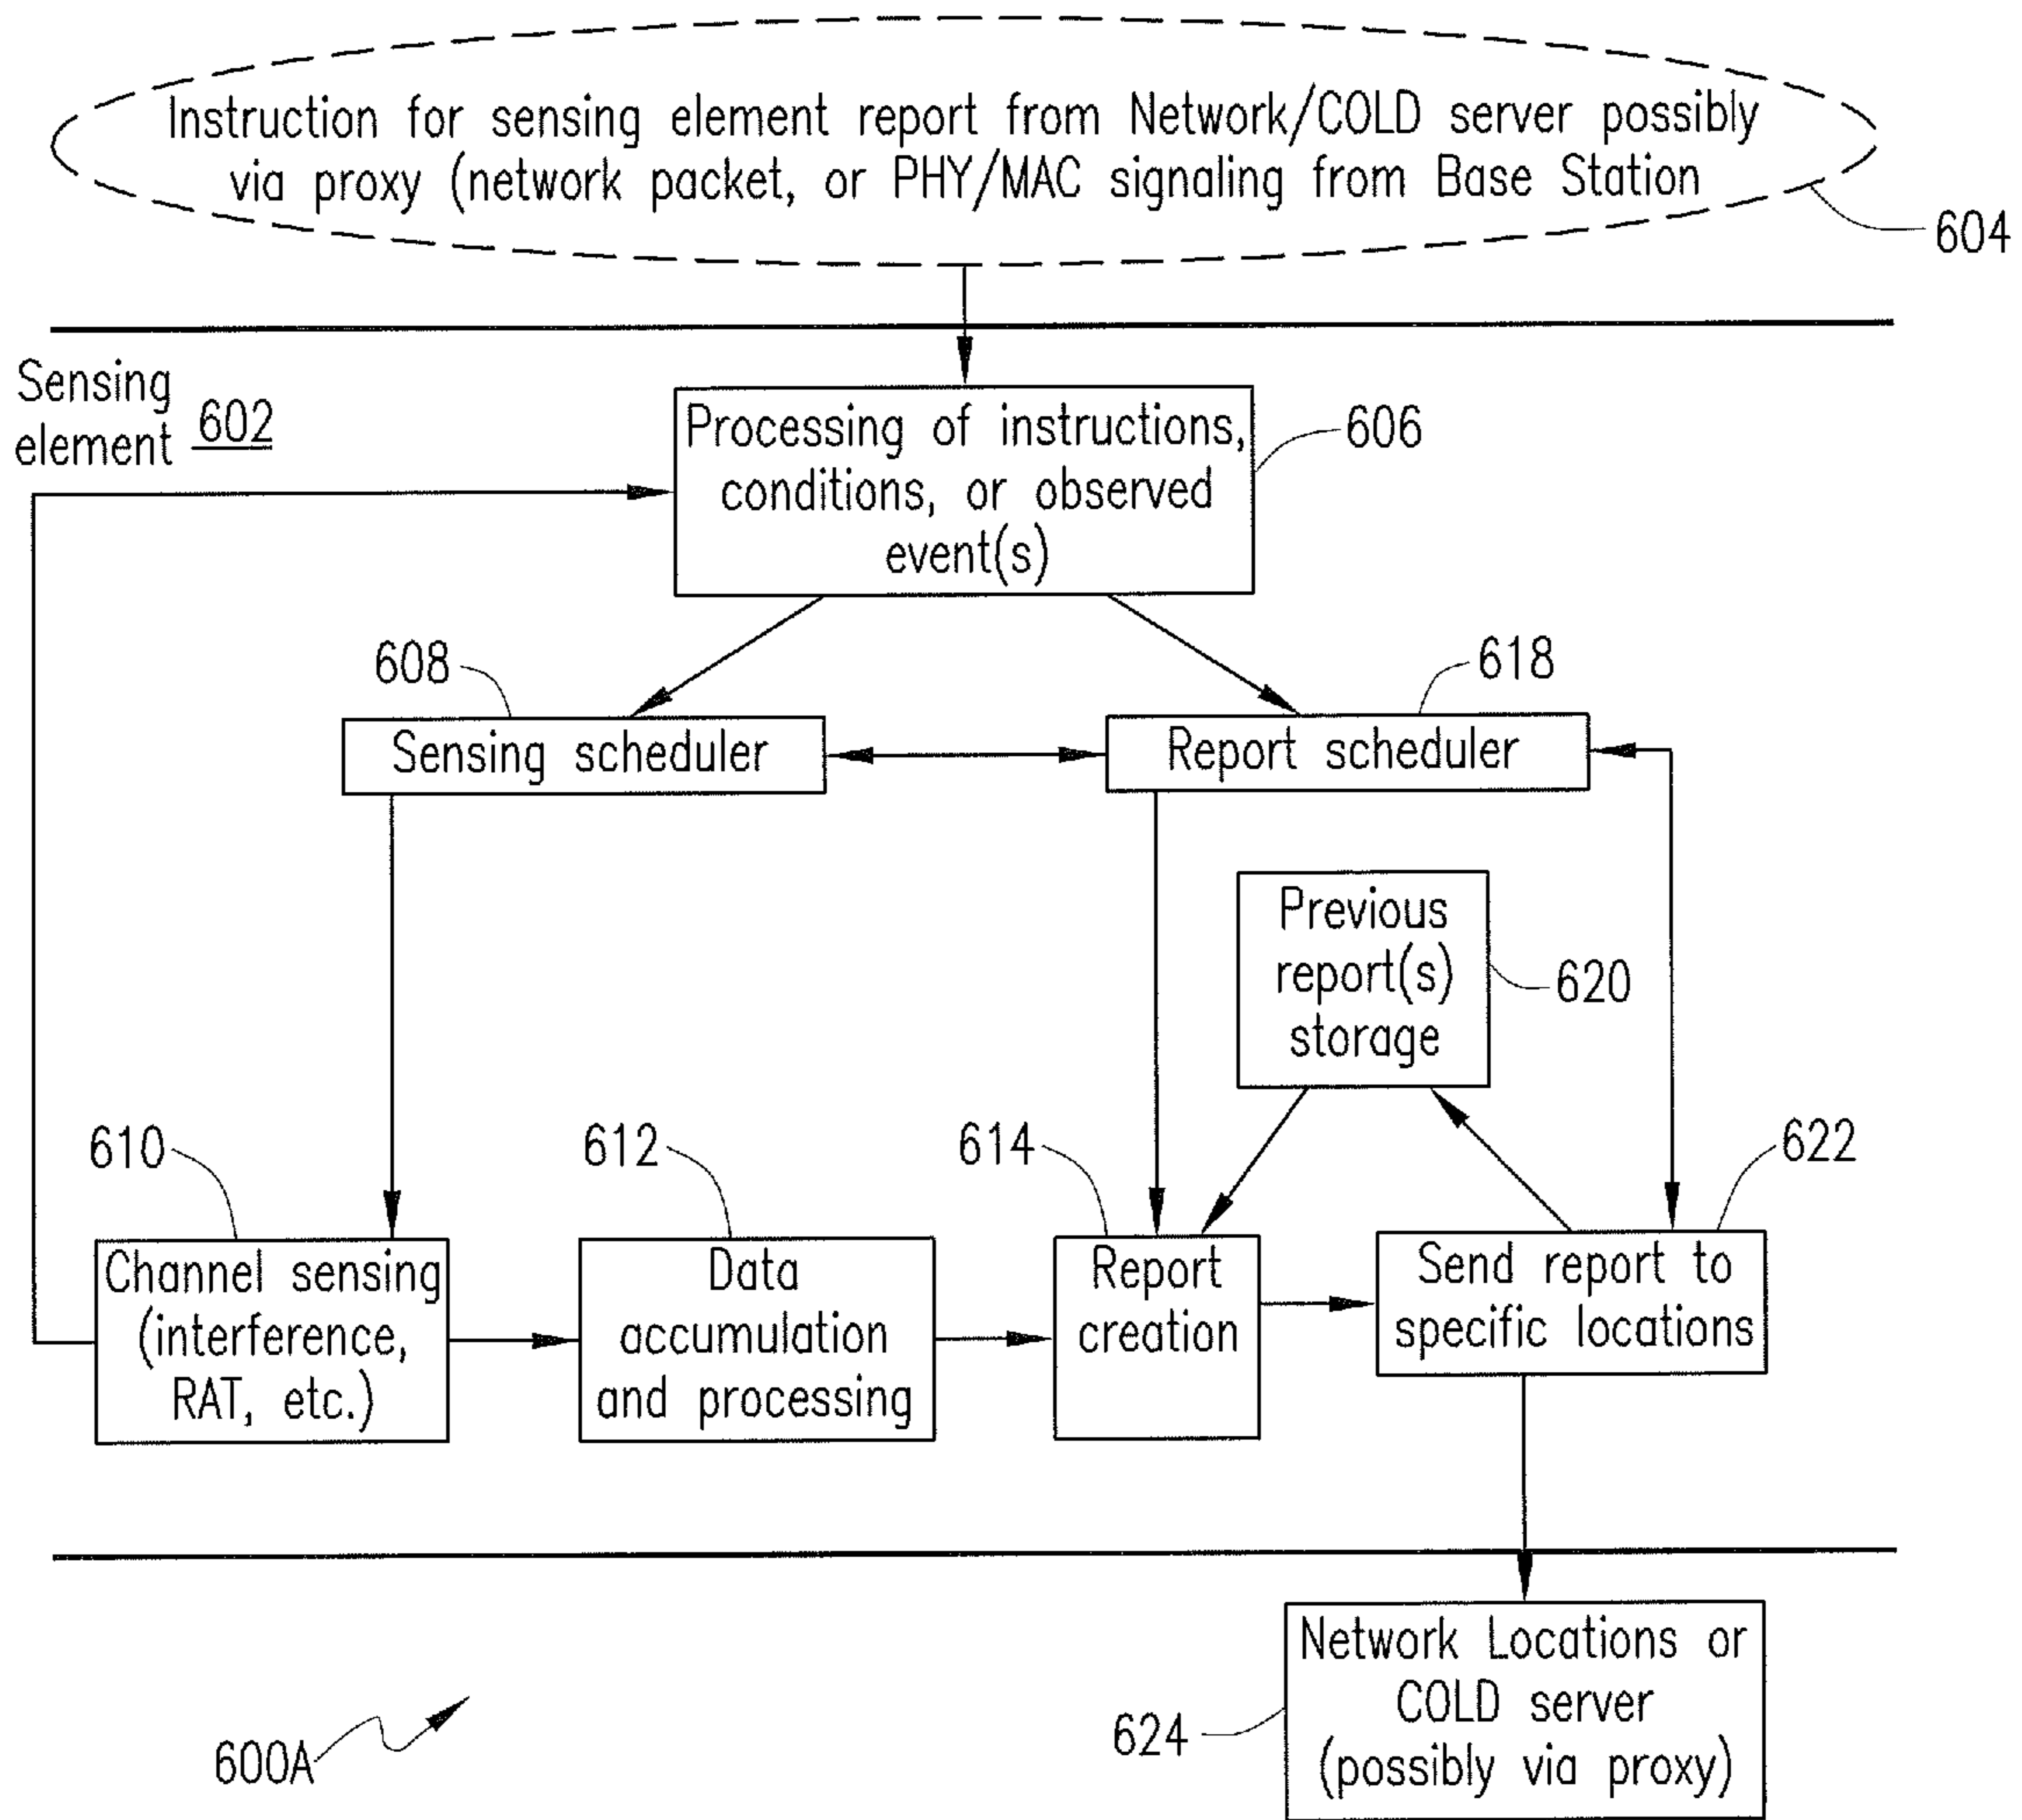 Instruction for sensing element report from Network/COLD server possibly
via proxy (network packet, or PHY/MAC signaling from Base Station
604
Sensing
element 602
Processing of instructions,
conditions, or observed
event(s)
606
608
618
Sensing scheduler
Report scheduler
Previous
report(s)
storage
620
610
612
614
622
Channel sensing
(interference,
RAT, etc.)
Data
accumulation
and processing
Report
creation
Send report to
specific locations
Network Locations or
COLD server
(possibly via proxy)
624
600A